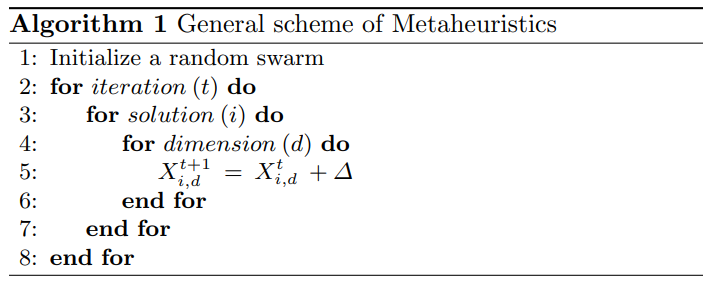 Algorithm 1 General scheme of Metaheuristics
1: Initialize a random swarm
2: for iteration (t) do
3: for solution (i) do
4: for dimension (d) do
5: X_{i,d}^{t+1} = X_{i,d}^{t} + Δ
6: end for
7: end for
8: end for